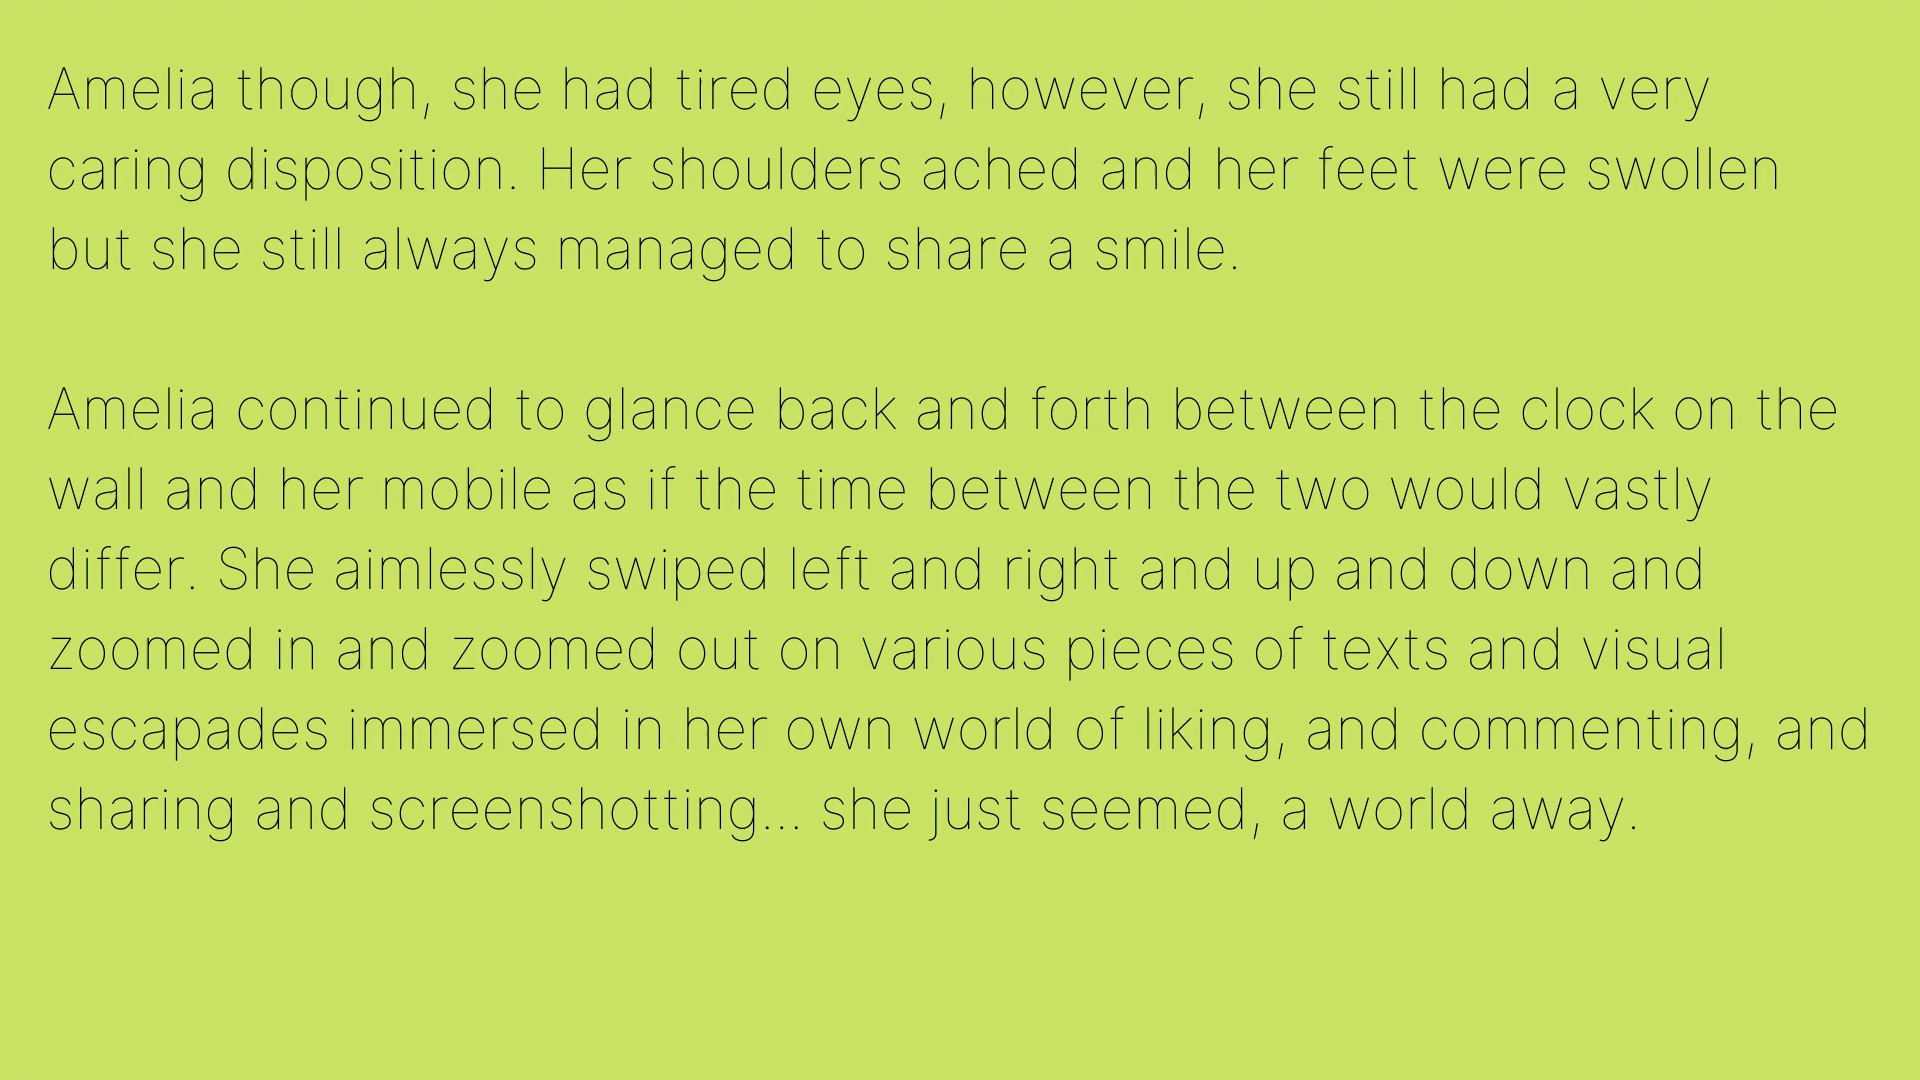 Amelia though, she had tired eyes, however, she still had a very
caring disposition. Her shoulders ached and her feet were swollen
but she still always managed to share a smile.
Amelia continued to glance back and forth between the clock on the
wall and her mobile as if the time between the two would vastly
differ. She aimlessly swiped left and right and up and down and
zoomed in and zoomed out on various pieces of texts and visual
escapades immersed in her own world of liking, and commenting, and
sharing and screenshotting... she just seemed, a world away.